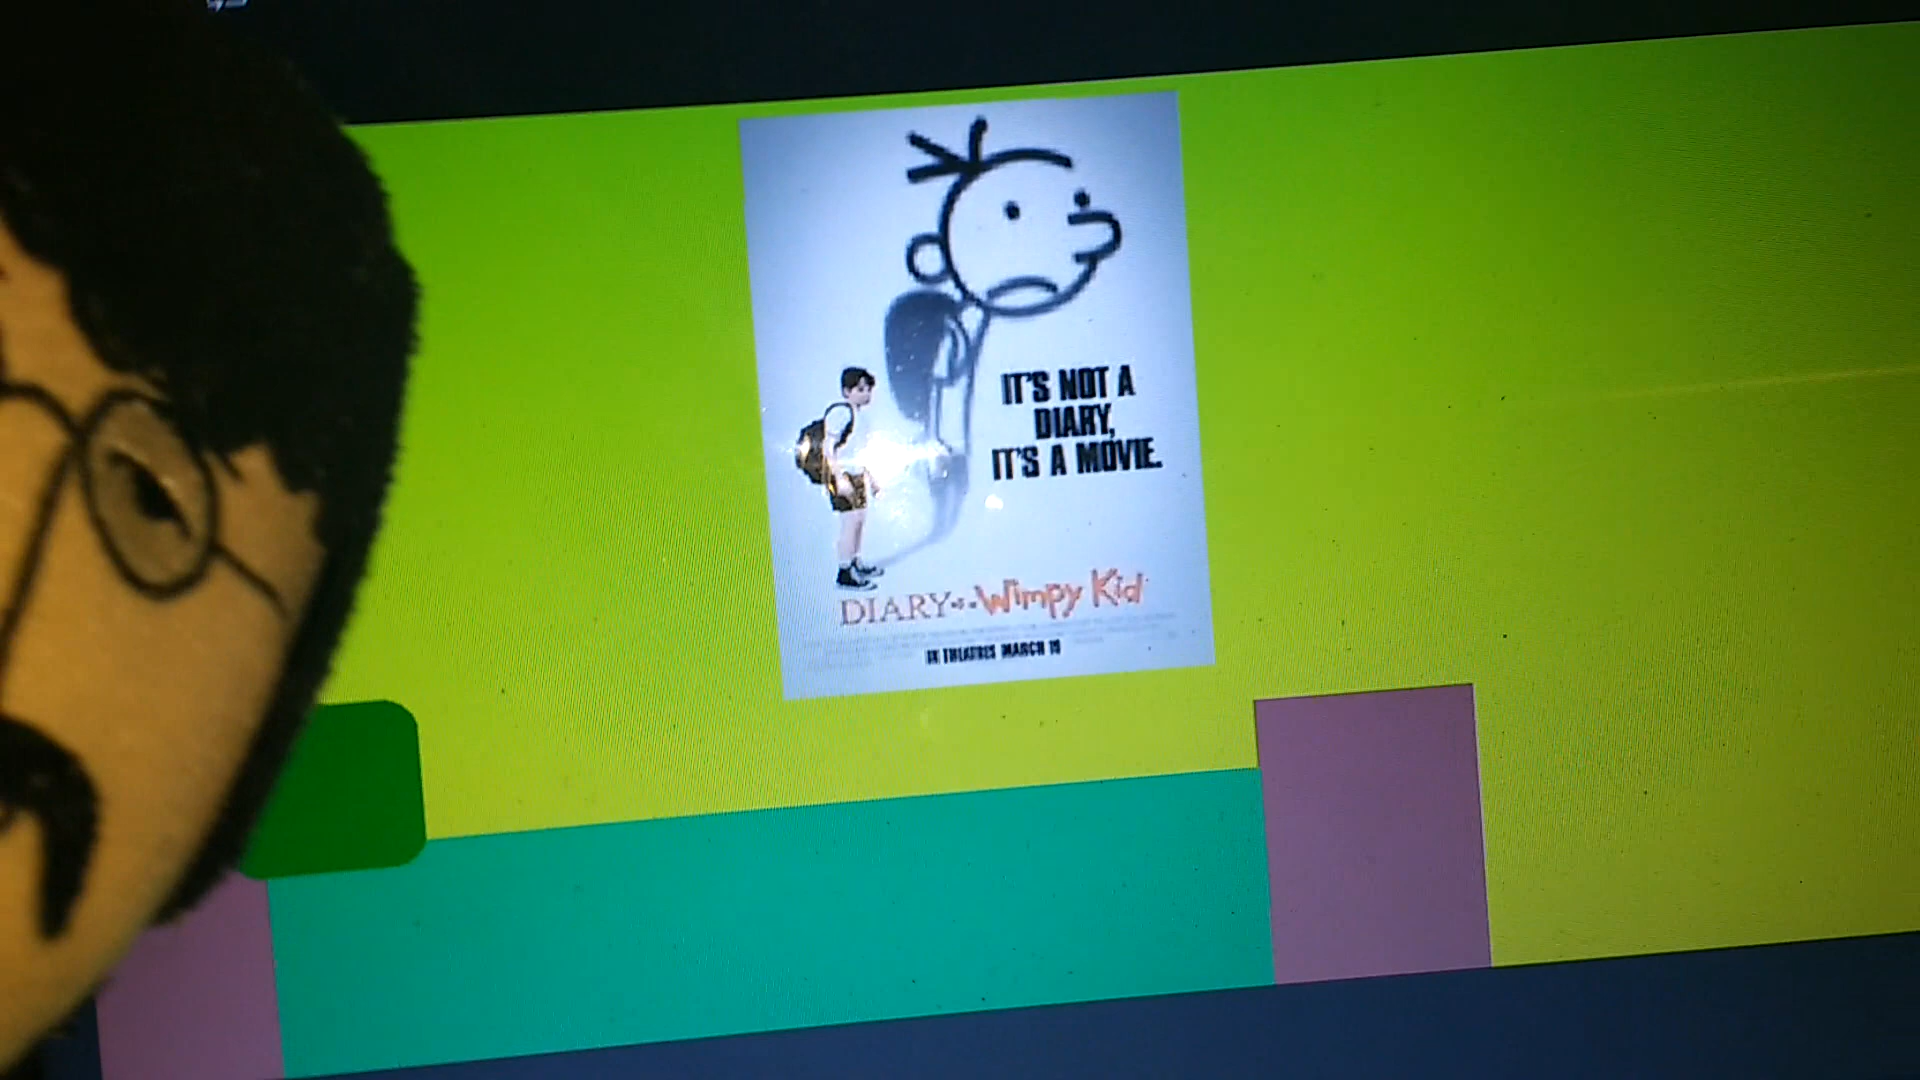 IT'S NOT A
DIARY,
IT'S A MOVIE.
DIARY of a Wimpy Kid
IN THEATRES MARCH 19